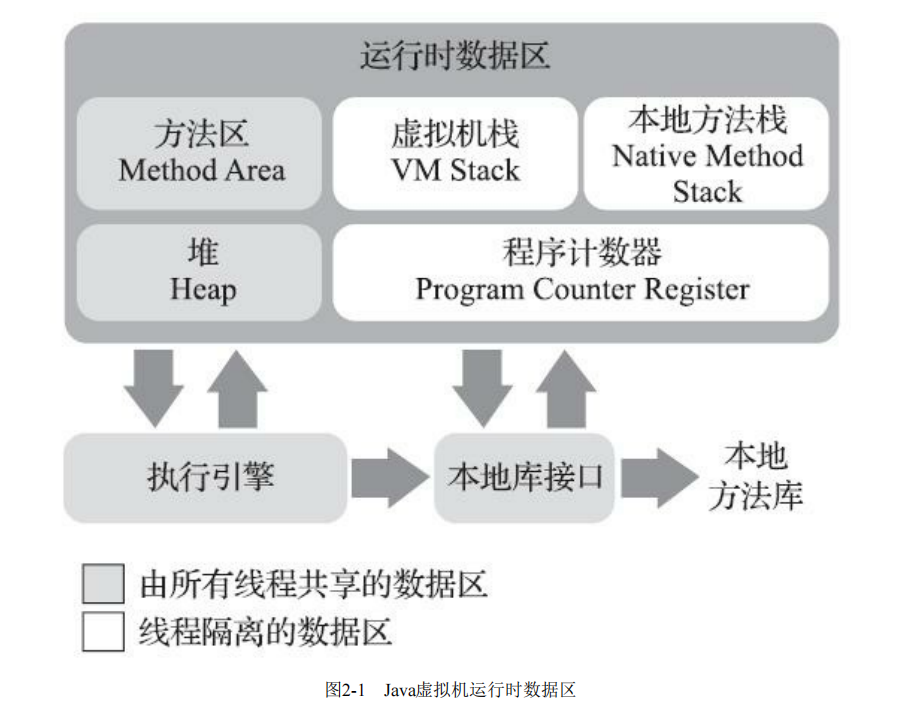 运行时数据区
方法区
Method Area
虚拟机栈
VM Stack
本地方法栈
Native Method
Stack
堆
Heap
程序计数器
Program Counter Register
执行引擎
本地库接口
本地
方法库
由所有线程共享的数据区
线程隔离的数据区
图2-1 Java虚拟机运行时数据区